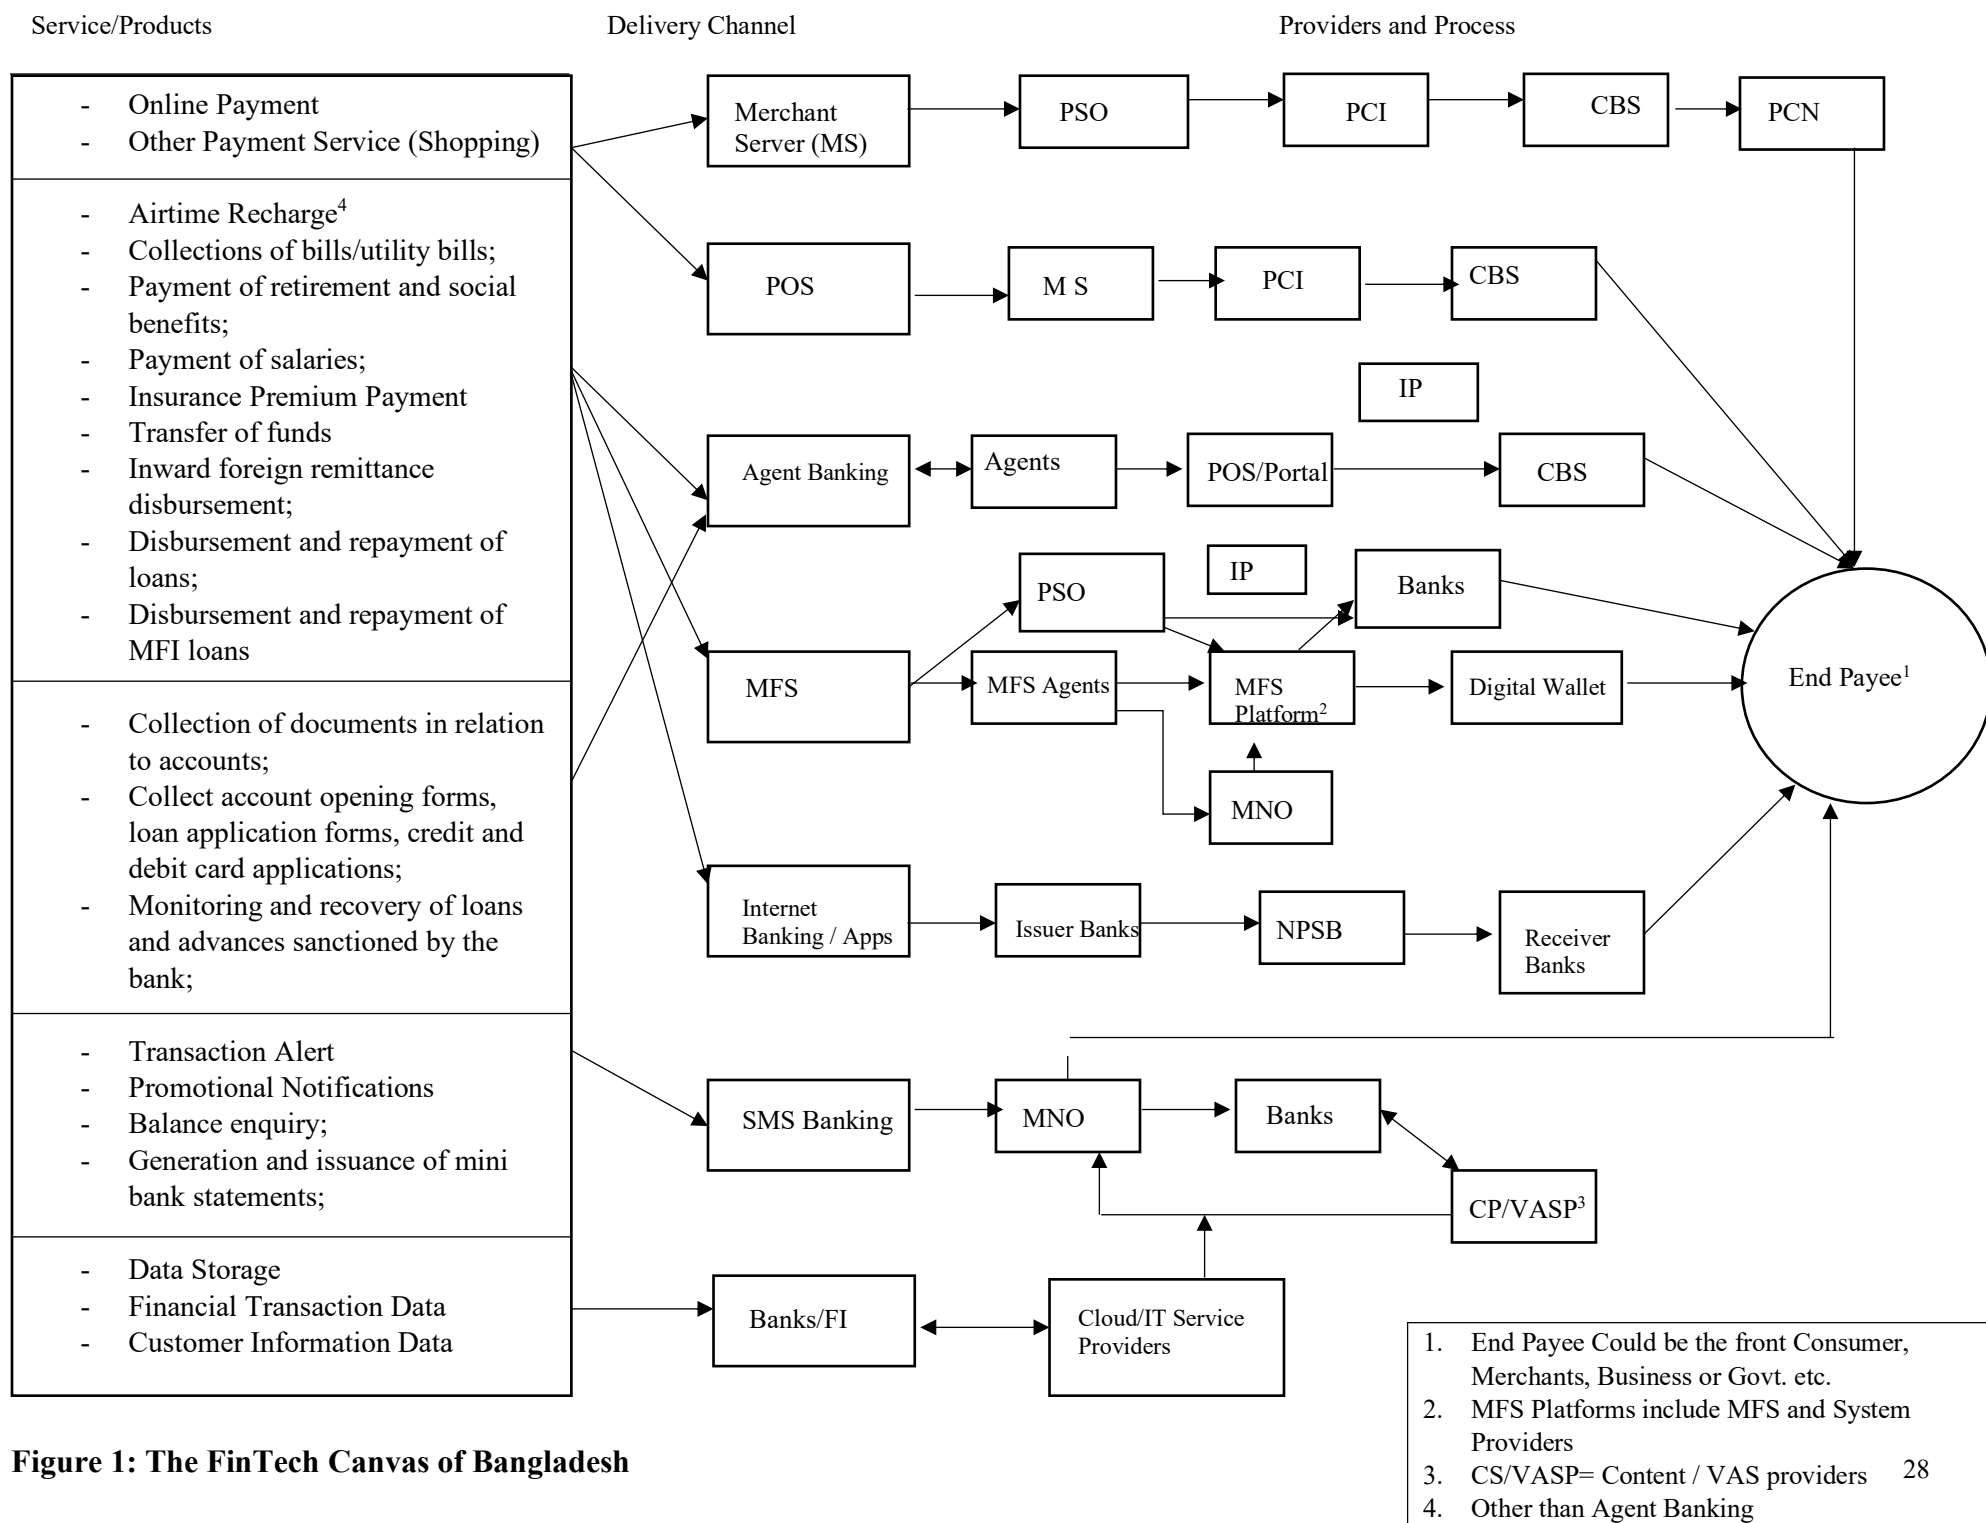 Service/Products
Delivery Channel
Providers and Process
- Online Payment
- Other Payment Service (Shopping)
- Airtime Recharge4
- Collections of bills/utility bills;
- Payment of retirement and social
benefits;
- Payment of salaries;
- Insurance Premium Payment
- Transfer of funds
- Inward foreign remittance
disbursement;
- Disbursement and repayment of
loans;
- Disbursement and repayment of
MFI loans
- Collection of documents in relation
to accounts;
- Collect account opening forms,
loan application forms, credit and
debit card applications;
- Monitoring and recovery of loans
and advances sanctioned by the
bank;
- Transaction Alert
- Promotional Notifications
- Balance enquiry;
- Generation and issuance of mini
bank statements;
- Data Storage
- Financial Transaction Data
- Customer Information Data
Merchant
Server (MS)
PSO
PCI
CBS
PCN
POS
M S
PCI
CBS
IP
Agent Banking
Agents
POS/Portal
CBS
IP
PSO
Banks
MFS
MFS Agents
MFS
Platform2
Digital Wallet
End Payee1
MNO
Internet
Banking / Apps
Issuer Banks
NPSB
Receiver
Banks
SMS Banking
MNO
Banks
CP/VASP3
Banks/FI
Cloud/IT Service
Providers
1. End Payee Could be the front Consumer,
Merchants, Business or Govt. etc.
2. MFS Platforms include MFS and System
Providers
3. CS/VASP= Content / VAS providers
4. Other than Agent Banking
Figure 1: The FinTech Canvas of Bangladesh
28